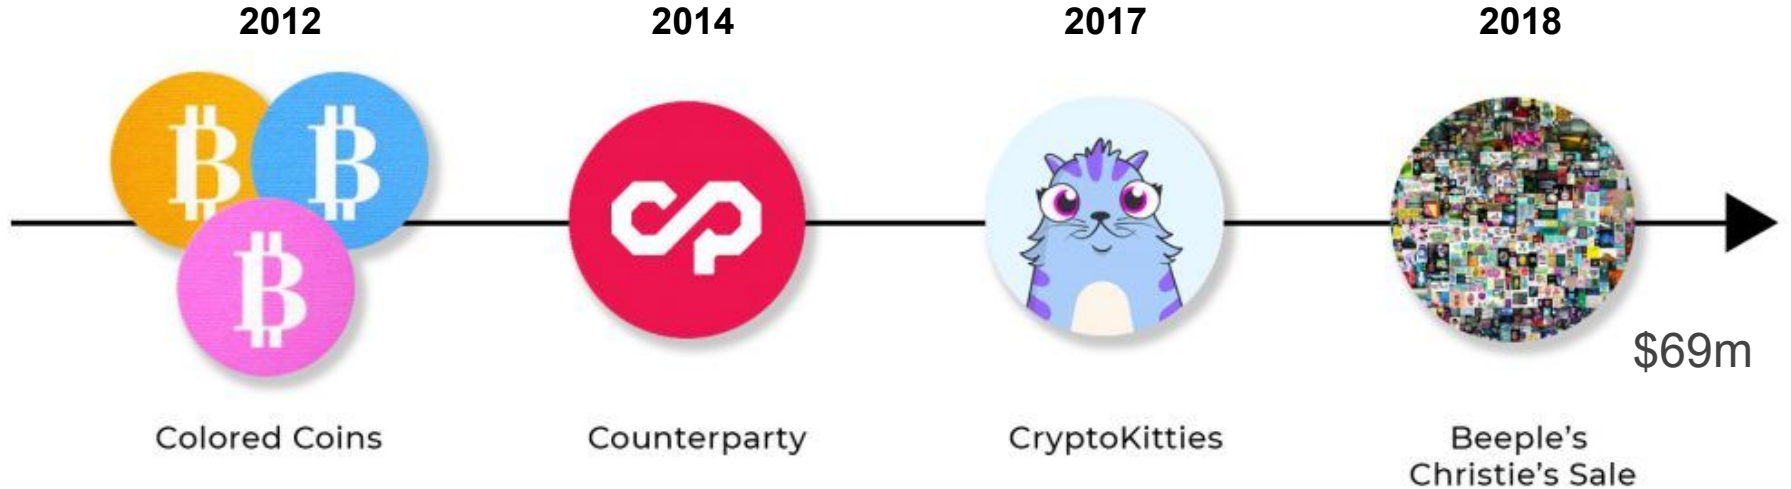 2012
2014
2017
2018
$69m
Colored Coins
Counterparty
CryptoKitties
Beeple's
Christie's Sale